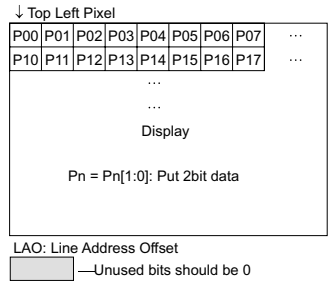 ↓ Top Left Pixel
P00 P01 P02 P03 P04 P05 P06 P07 ...
P10 P11 P12 P13 P14 P15 P16 P17 ...
...
...
Display
Pn = Pn[1:0]: Put 2bit data
LAO: Line Address Offset
—Unused bits should be 0